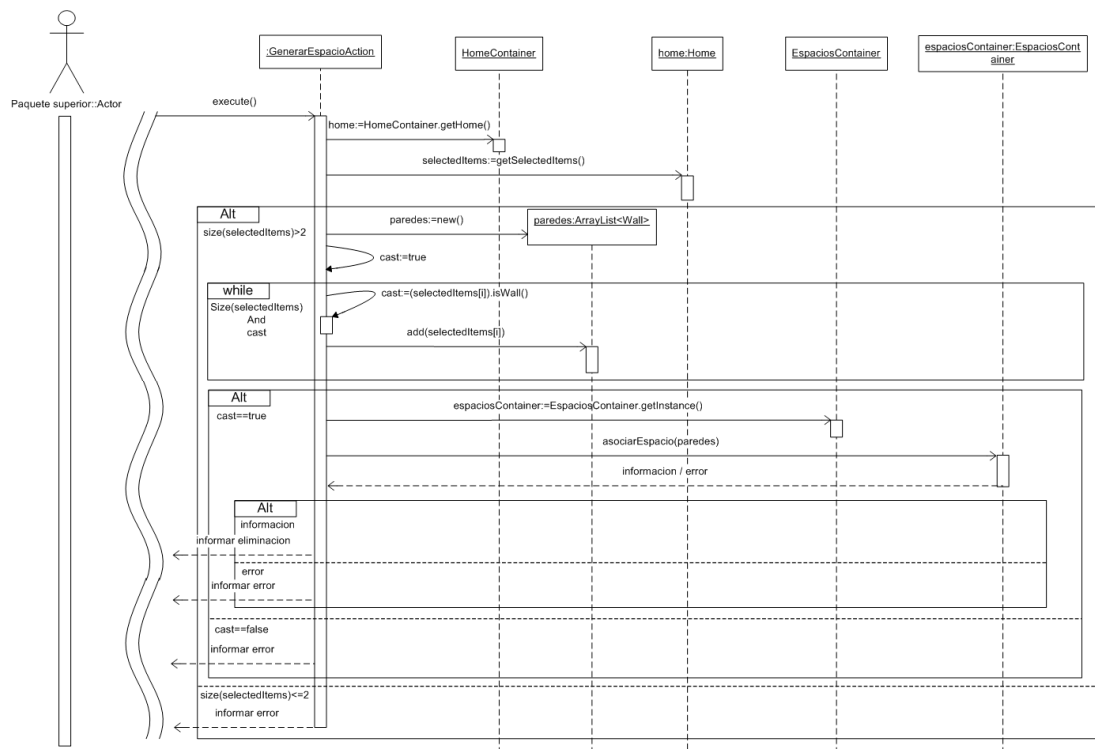 :GenerarEspacioAction
HomeContainer
home:Home
EspaciosContainer
espaciosContainer:EspaciosCont
ainer
Paquete superior::Actor
execute()
home:=HomeContainer.getHome()
selectedItems:=getSelectedItems()
Alt
size(selectedItems)>2
paredes:=new()
paredes:ArrayList<Wall>
cast:=true
while
Size(selectedItems)
And
cast
cast:=(selectedItems[i]).isWall()
add(selectedItems[i])
Alt
cast==true
espaciosContainer:=EspaciosContainer.getInstance()
asociarEspacio(paredes)
informacion / error
Alt
informacion
informar eliminacion
error
informar error
cast==false
informar error
size(selectedItems)<=2
informar error